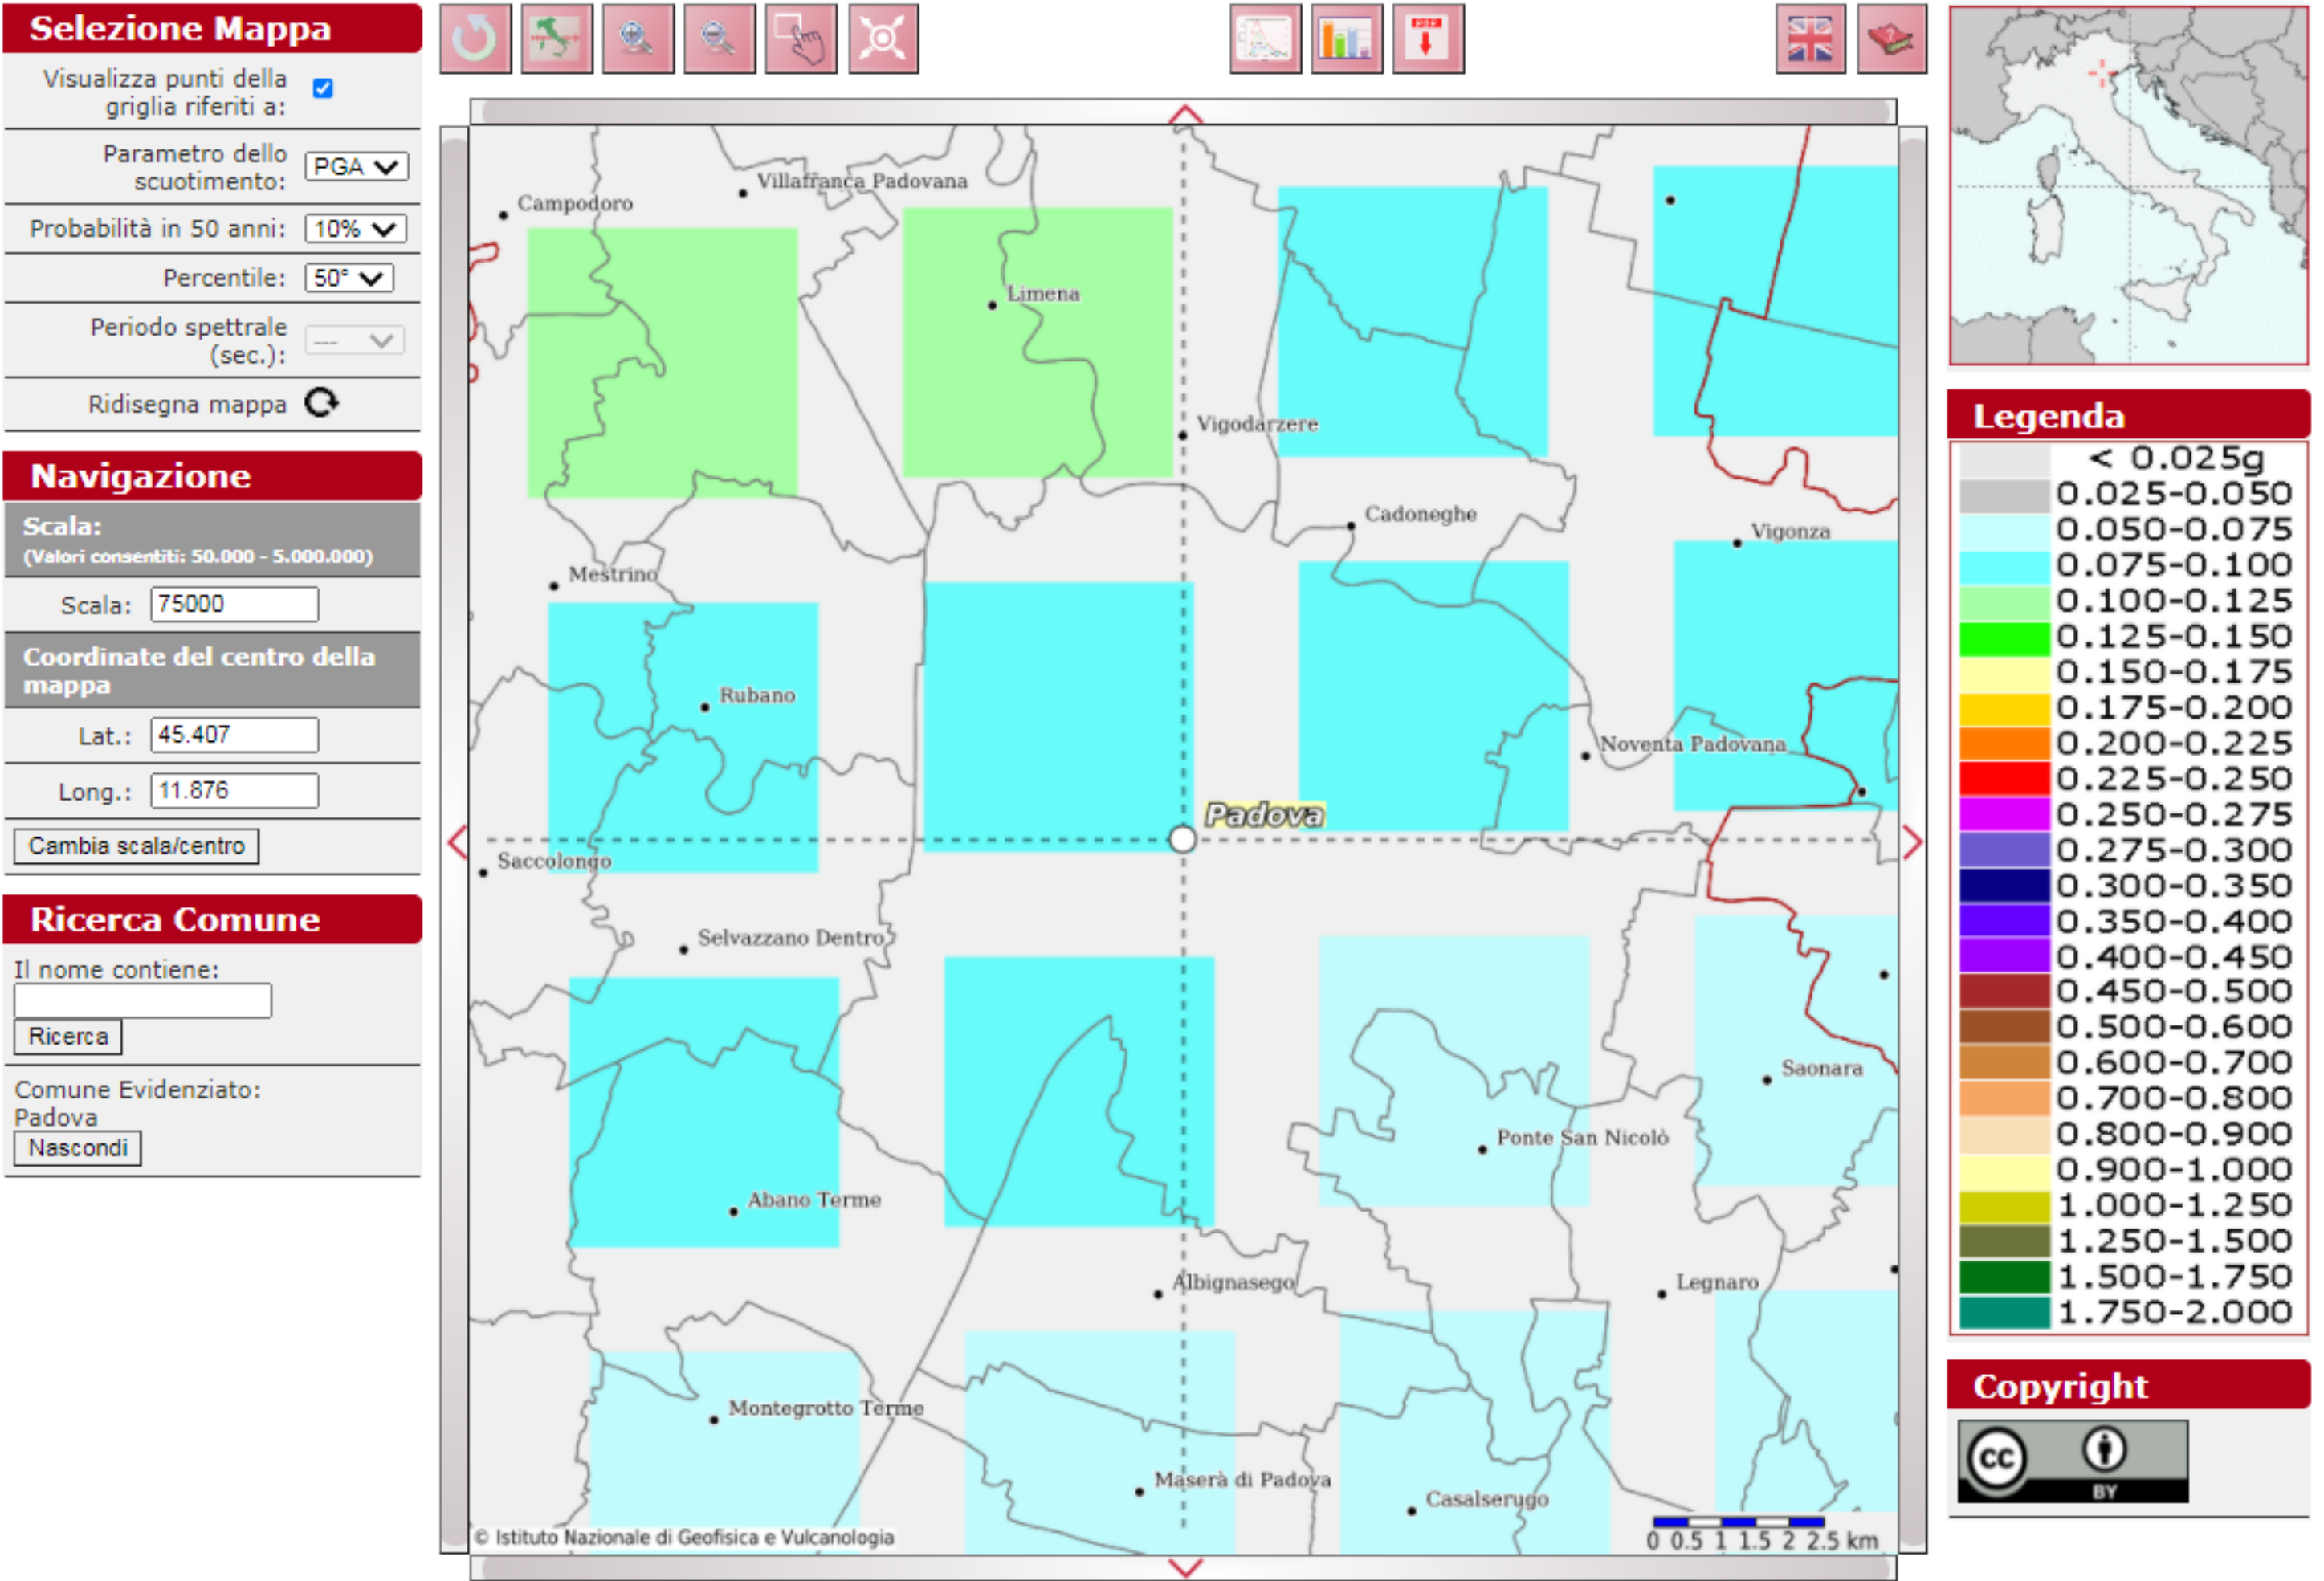 Selezione Mappa
Visualizza punti della
griglia riferiti a:
Parametro dello
scuotimento:
PGA
Probabilità in 50 anni:
10%
Percentile:
50°
Periodo spettrale
(sec.):
---
Ridisegna mappa
Navigazione
Scala:
(Valori consentiti: 50.000 - 5.000.000)
Scala:
75000
Coordinate del centro della
mappa
Lat.:
45.407
Long.:
11.876
Cambia scala/centro
Ricerca Comune
Il nome contiene:
Ricerca
Comune Evidenziato:
Padova
Nascondi
PDF
Campodoro
Villafranca Padovana
Limena
Vigodarzere
Cadoneghe
Vigonza
Mestrino
Rubano
Noventa Padovana
Padova
Saccolongo
Selvazzano Dentro
Saonara
Ponte San Nicolò
Abano Terme
Albignasego
Legnaro
Montegrotto Terme
Maserà di Padova
Casalserugo
© Istituto Nazionale di Geofisica e Vulcanologia
0 0.5 1 1.5 2 2.5 km
Legenda
< 0.025g
0.025-0.050
0.050-0.075
0.075-0.100
0.100-0.125
0.125-0.150
0.150-0.175
0.175-0.200
0.200-0.225
0.225-0.250
0.250-0.275
0.275-0.300
0.300-0.350
0.350-0.400
0.400-0.450
0.450-0.500
0.500-0.600
0.600-0.700
0.700-0.800
0.800-0.900
0.900-1.000
1.000-1.250
1.250-1.500
1.500-1.750
1.750-2.000
Copyright
cc
BY